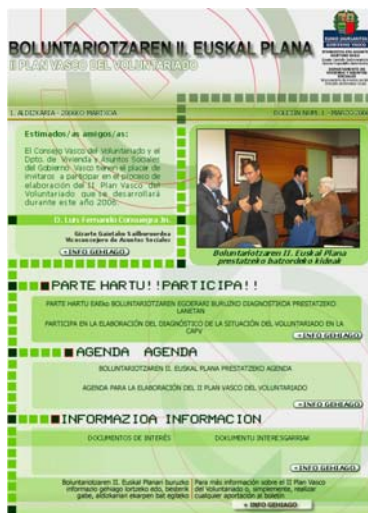 EUSKO JAURLARITZA
GOBIERNO VASCO
BOLUNTARIOTZAREN II. EUSKAL PLANA
II PLAN VASCO DEL VOLUNTARIADO
1. ALDIZKARIA - 2006KO MARTXOA
BOLETIN NUM. 1 - MARZO 2006
Estimados/as amigos/as:
El Consejo Vasco del Voluntariado y el
Dpto. de Vivienda y Asuntos Sociales
del Gobierno Vasco tienen el placer de
invitaros a participar en el proceso de
elaboración del II Plan Vasco del
Voluntariado que se desarrollará
durante este año 2006.
D. Luis Fernando Consuegra Jn.
Gizarte Gaietako Sailburuordea
Viceconsejero de Asuntos Sociales
+INFO GEHIAGO
Boluntariotzaren II. Euskal Plana
prestatzeko batzordeko kideak
PARTE HARTU!!PARTICIPA!!
PARTE HARTU EAEko BOLUNTARIOTZAREN EGOERARI BURUZKO DIAGNOSTIKOA PRESTATZEKO
LANETAN
PARTICIPA EN LA ELABORACIÓN DEL DIAGNÓSTICO DE LA SITUACIÓN DEL VOLUNTARIADO EN LA
CAPV
+INFO GEHIAGO
AGENDA AGENDA
BOLUNTARIOTZAREN II. EUSKAL PLANA PRESTATZEKO AGENDA
AGENDA PARA LA ELABORACIÓN DEL II PLAN VASCO DEL VOLUNTARIADO
+INFO GEHIAGO
INFORMAZIOA INFORMACION
DOCUMENTOS DE INTERÉS
DOKUMENTU INTERESGARRIAK
+INFO GEHIAGO
Boluntariotzaren II. Euskal Planari buruzko
informazio gehiago lortzeko edo, besterik
gabe, aldizkariari ekarpen bat egiteko
Para más información sobre el II Plan Vasco
del Voluntariado o, simplemente, realizar
cualquier aportación al boletín
+ INFO GEHIAGO